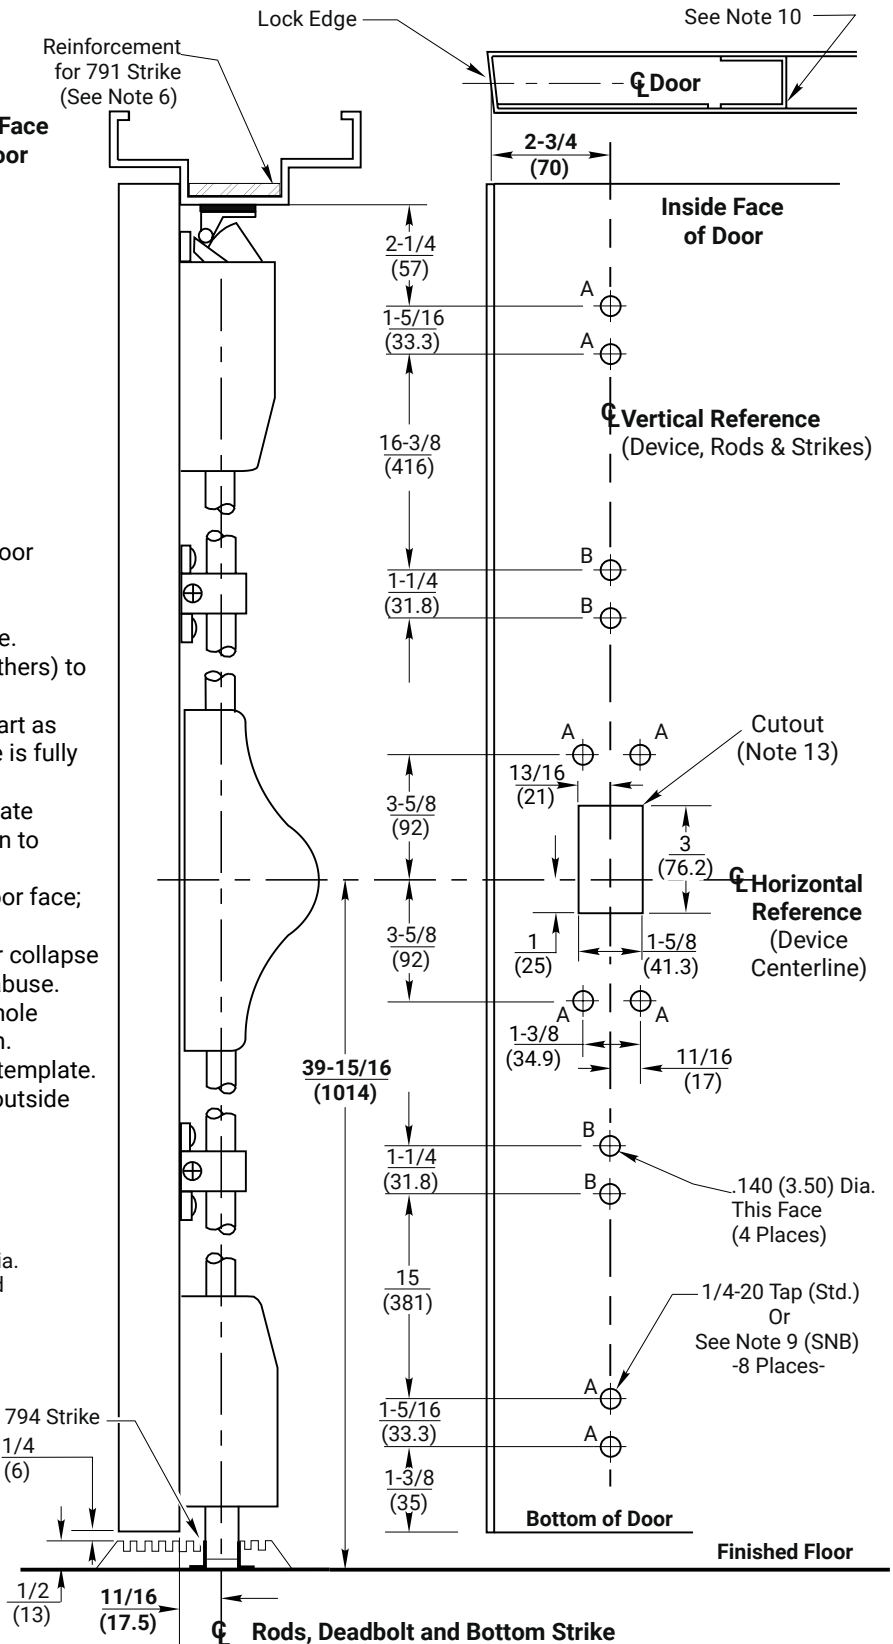 Lock Edge
See Note 10
Reinforcement
for 791 Strike
(See Note 6)
℄ Door
Face
oor
2-3/4
(70)
Inside Face
of Door
2-1/4
(57)
A
1-5/16
(33.3)
A
℄ Vertical Reference
(Device, Rods & Strikes)
16-3/8
(416)
oor
B
1-1/4
(31.8)
B
e.
thers) to
art as
e is fully
ate
n to
or face;
r collapse
abuse.
hole
n.
template.
outside
A
A
Cutout
(Note 13)
13/16
(21)
3-5/8
(92)
3
(76.2)
℄ Horizontal
Reference
(Device
Centerline)
3-5/8
(92)
1
(25)
1-5/8
(41.3)
A
A
1-3/8
(34.9)
11/16
(17)
39-15/16
(1014)
B
1-1/4
(31.8)
B
.140 (3.50) Dia.
This Face
(4 Places)
ia.
d
15
(381)
1/4-20 Tap (Std.)
Or
See Note 9 (SNB)
-8 Places-
A
1-5/16
(33.3)
A
794 Strike
1/4
(6)
1-3/8
(35)
Bottom of Door
Finished Floor
1/2
(13)
11/16
(17.5)
℄ Rods, Deadbolt and Bottom Strike